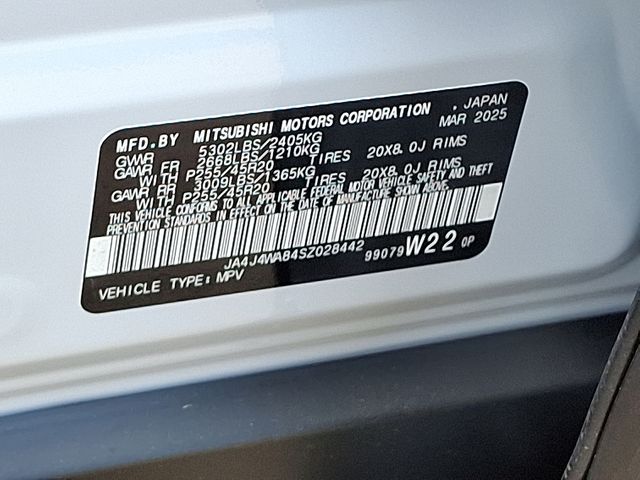 MFD.BY MITSUBISHI MOTORS CORPORATION , JAPAN
GVWR 5302LBS/2405KG MAR 2025
GAWR FR 2668LBS/1210KG
WITH P255/45R20 TIRES 20X8.0J RIMS
GAWR RR 3009LBS/1365KG
WITH P255/45R20 TIRES 20X8.0J RIMS
THIS VEHICLE CONFORMS TO ALL APPLICABLE FEDERAL MOTOR VEHICLE SAFETY AND THEFT
PREVENTION STANDARDS IN EFFECT ON THE DATE OF MANUFACTURE SHOWN ABOVE.
JA4J4WA84SZ028442
99079 W22 0P
VEHICLE TYPE: MPV